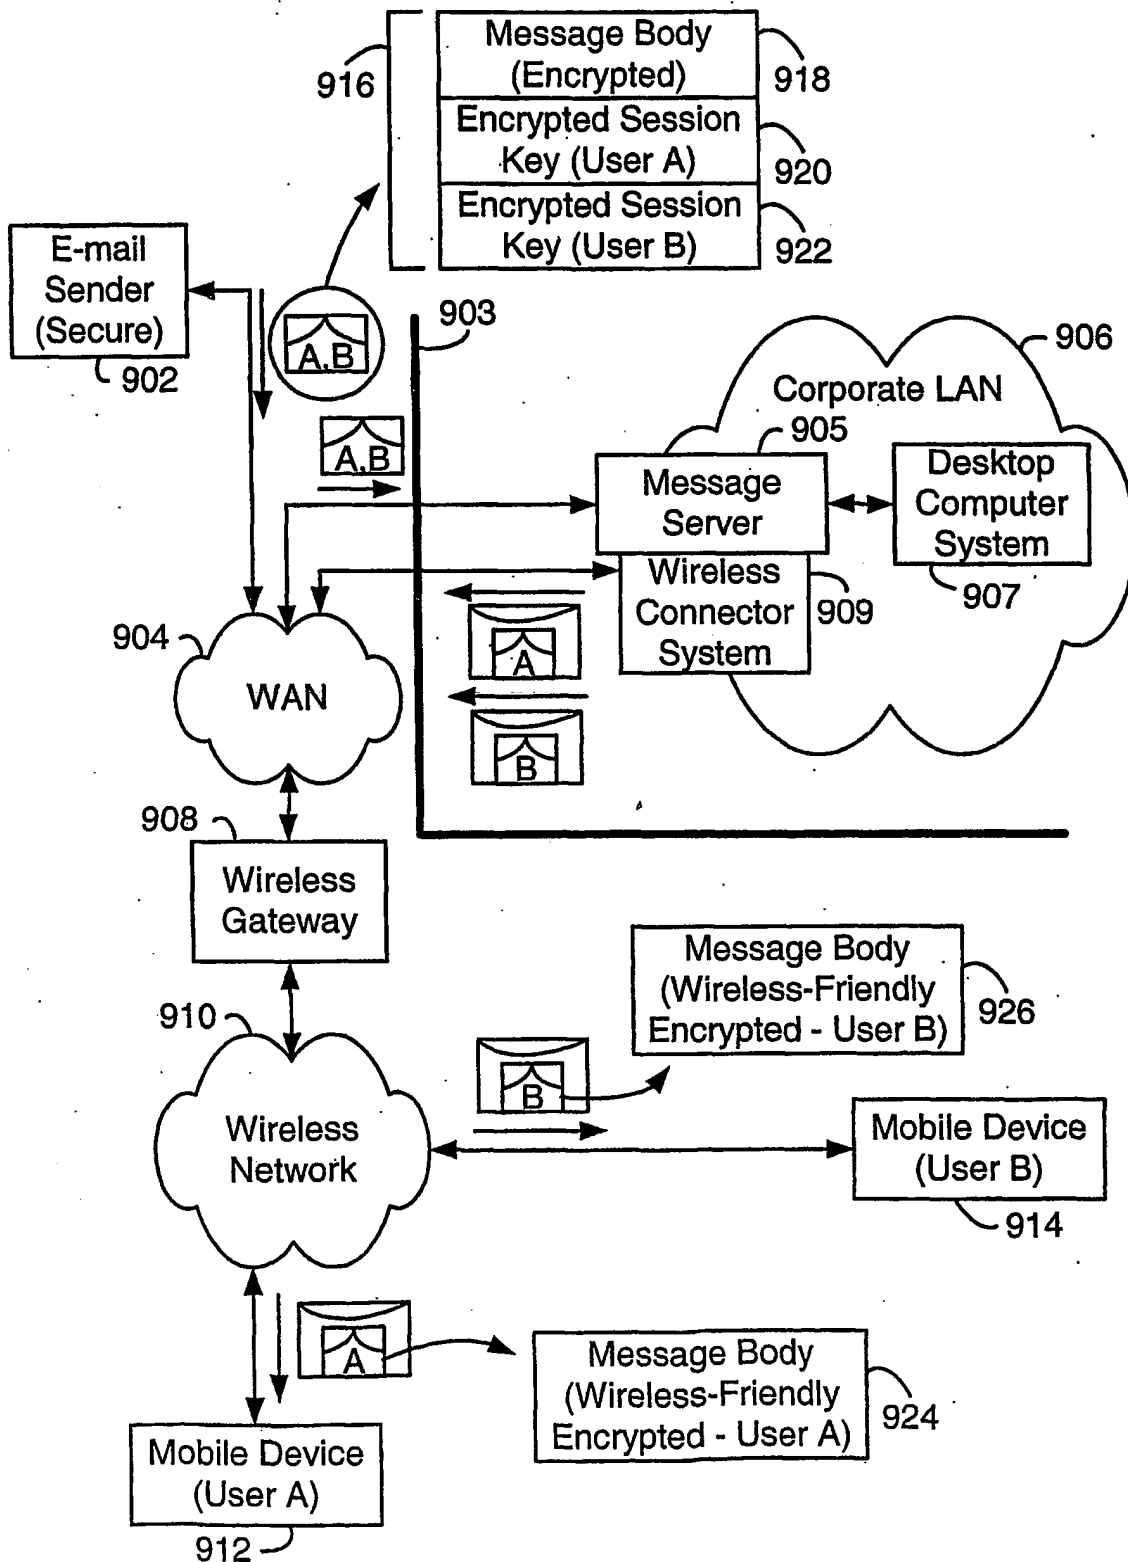 916
Message Body
(Encrypted)
918
Encrypted Session
Key (User A)
920
Encrypted Session
Key (User B)
922
E-mail
Sender
(Secure)
902
A,B
903
A,B
906
Corporate LAN
905
Message
Server
Desktop
Computer
System
907
Wireless
Connector
System
909
A
B
904
WAN
908
Wireless
Gateway
910
Wireless
Network
Message Body
(Wireless-Friendly
Encrypted - User B)
926
B
Mobile Device
(User B)
914
A
Message Body
(Wireless-Friendly
Encrypted - User A)
924
Mobile Device
(User A)
912